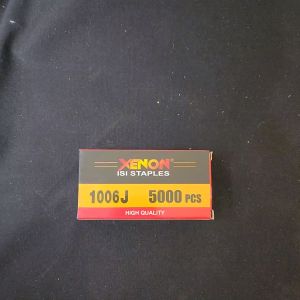 XENON
ISI STAPLES
1006J 5000 PCS
HIGH QUALITY